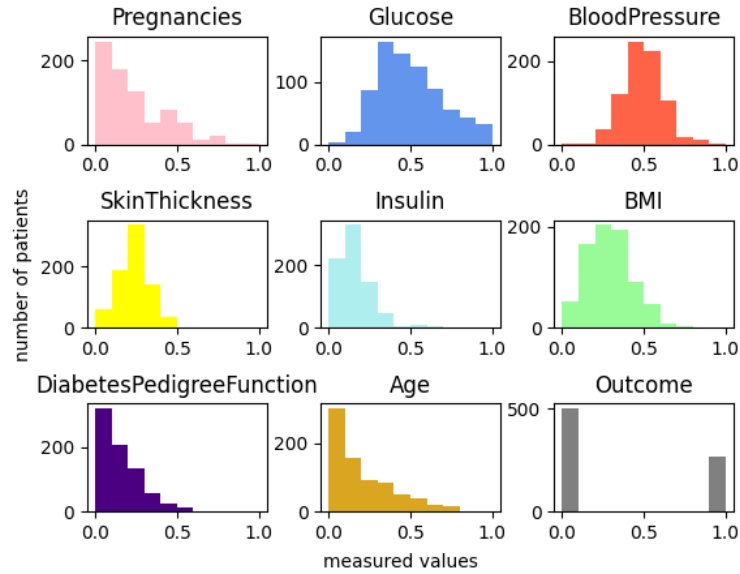 Pregnancies
Glucose
BloodPressure
200
0
0.0 0.5 1.0
100
0
0.0 0.5 1.0
200
0
0.0 0.5 1.0
SkinThickness
Insulin
BMI
200
0
0.0 0.5 1.0
200
0
0.0 0.5 1.0
200
0
0.0 0.5 1.0
number of patients
DiabetesPedigreeFunction
Age
Outcome
200
0
0.0 0.5 1.0
200
0
0.0 0.5 1.0
500
0
0.0 0.5 1.0
measured values